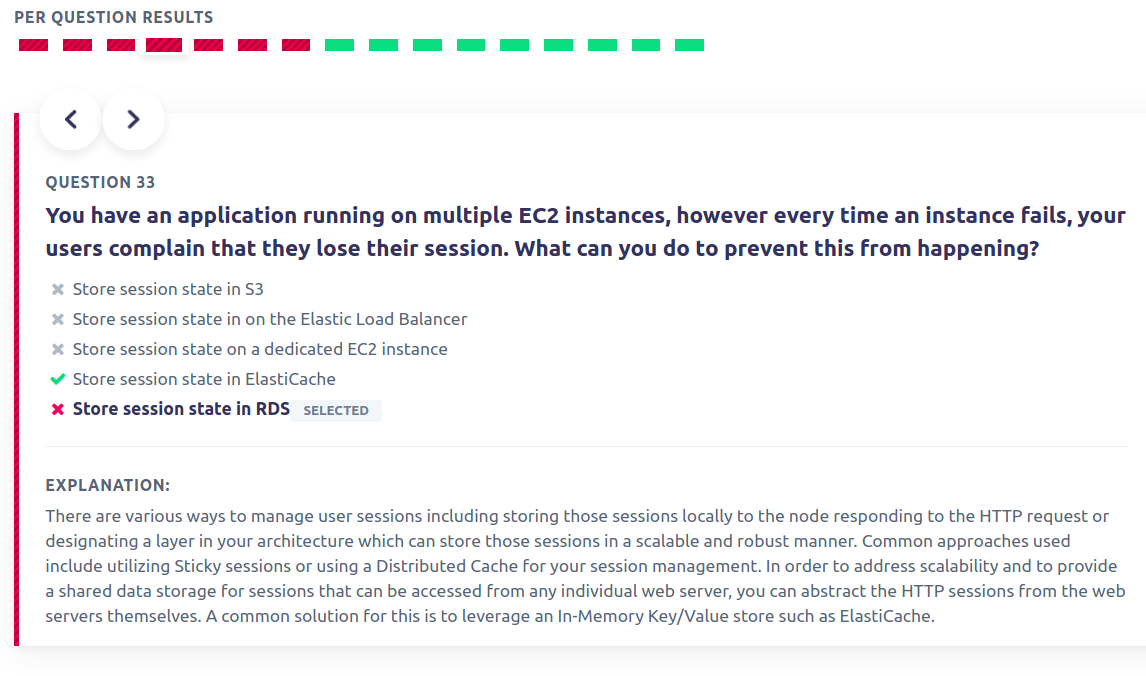 PER QUESTION RESULTS
QUESTION 33
You have an application running on multiple EC2 instances, however every time an instance fails, your
users complain that they lose their session. What can you do to prevent this from happening?
Store session state in S3
Store session state in on the Elastic Load Balancer
Store session state on a dedicated EC2 instance
Store session state in ElastiCache
Store session state in RDS SELECTED
EXPLANATION:
There are various ways to manage user sessions including storing those sessions locally to the node responding to the HTTP request or
designating a layer in your architecture which can store those sessions in a scalable and robust manner. Common approaches used
include utilizing Sticky sessions or using a Distributed Cache for your session management. In order to address scalability and to provide
a shared data storage for sessions that can be accessed from any individual web server, you can abstract the HTTP sessions from the web
servers themselves. A common solution for this is to leverage an In-Memory Key/Value store such as ElastiCache.